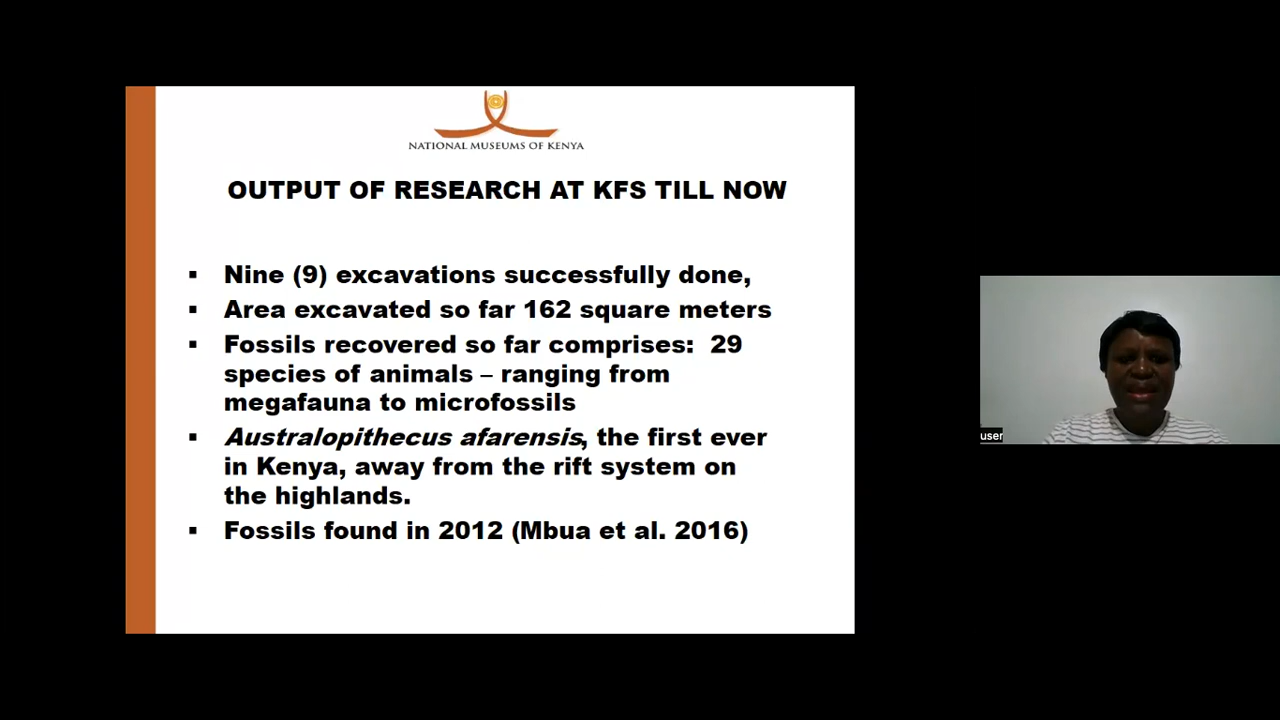 NATIONAL MUSEUMS OF KENYA
OUTPUT OF RESEARCH AT KFS TILL NOW
▪ Nine (9) excavations successfully done,
▪ Area excavated so far 162 square meters
▪ Fossils recovered so far comprises: 29
species of animals – ranging from
megafauna to microfossils
▪ Australopithecus afarensis, the first ever
in Kenya, away from the rift system on
the highlands.
▪ Fossils found in 2012 (Mbua et al. 2016)
user